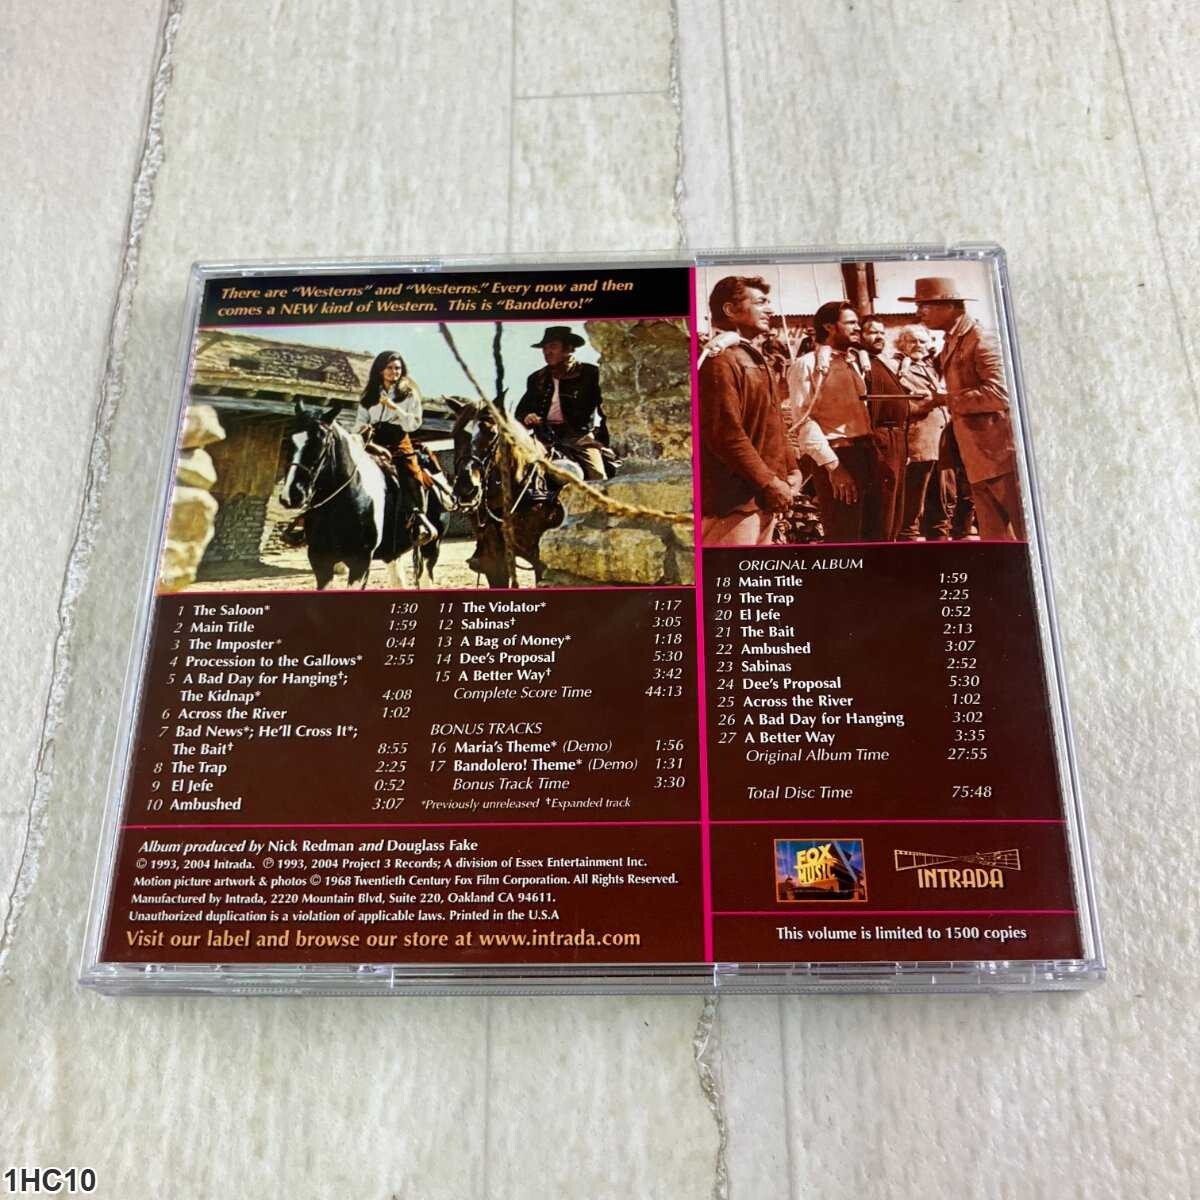 There are "Westerns" and "Westerns." Every now and then
comes a NEW kind of Western. This is "Bandolero!"
1 The Saloon* 1:30
2 Main Title 1:59
3 The Imposter* 0:44
4 Procession to the Gallows* 2:55
5 A Bad Day for Hanging†;
The Kidnap* 4:08
6 Across the River 1:02
7 Bad News*; He'll Cross It*;
The Bait† 8:55
8 The Trap 2:25
9 El Jefe 0:52
10 Ambushed 3:07
11 The Violator* 1:17
12 Sabinas† 3:05
13 A Bag of Money* 1:18
14 Dee's Proposal 5:30
15 A Better Way† 3:42
Complete Score Time 44:13
BONUS TRACKS
16 Maria's Theme* (Demo) 1:56
17 Bandolero! Theme* (Demo) 1:31
Bonus Track Time 3:30
*Previously unreleased †Expanded track
ORIGINAL ALBUM
18 Main Title 1:59
19 The Trap 2:25
20 El Jefe 0:52
21 The Bait 2:13
22 Ambushed 3:07
23 Sabinas 2:52
24 Dee's Proposal 5:30
25 Across the River 1:02
26 A Bad Day for Hanging 3:02
27 A Better Way 3:35
Original Album Time 27:55
Total Disc Time 75:48
Album produced by Nick Redman and Douglass Fake
© 1993, 2004 Intrada. ℗ 1993, 2004 Project 3 Records; A division of Essex Entertainment Inc.
Motion picture artwork & photos © 1968 Twentieth Century Fox Film Corporation. All Rights Reserved.
Manufactured by Intrada, 2220 Mountain Blvd, Suite 220, Oakland CA 94611.
Unauthorized duplication is a violation of applicable laws. Printed in the U.S.A
Visit our label and browse our store at www.intrada.com
FOX
MUSIC
INTRADA
This volume is limited to 1500 copies
1HC10